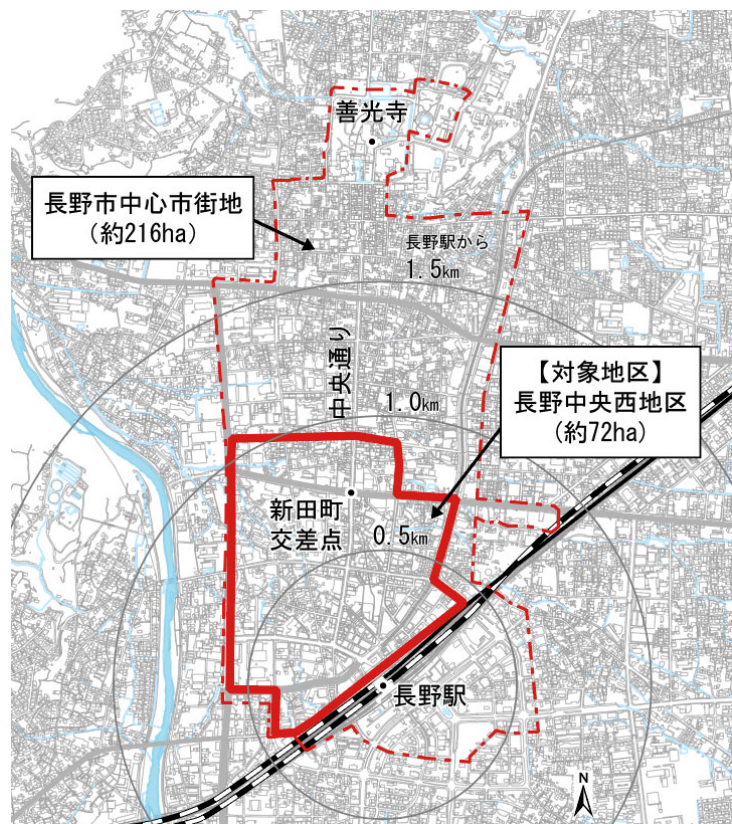 善光寺
長野市中心市街地
（約216ha）
長野駅から
1.5km
中央通り
【対象地区】
長野中央西地区
（約72ha）
1.0km
新田町
交差点
0.5km
長野駅
N